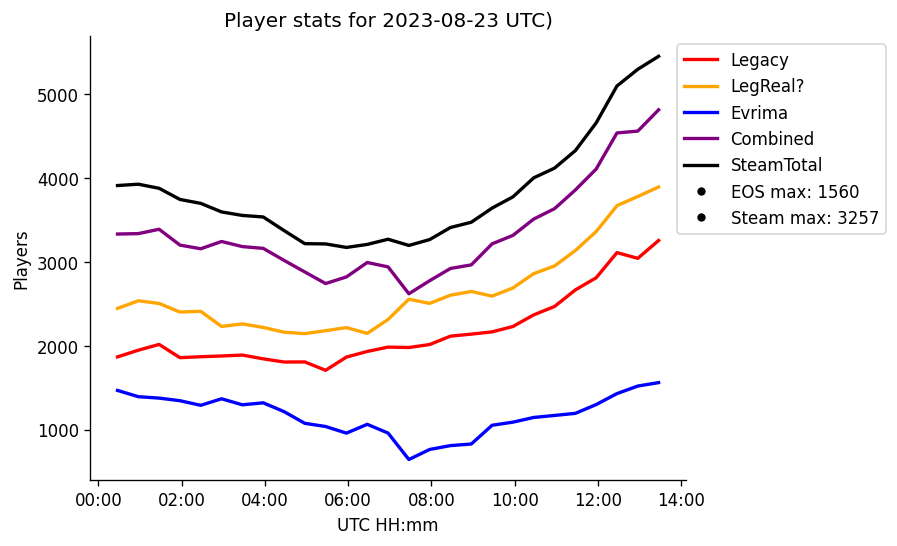 Player stats for 2023-08-23 UTC)
Legacy
LegReal?
Evrima
Combined
SteamTotal
EOS max: 1560
Steam max: 3257
Players
5000
4000
3000
2000
1000
00:00 02:00 04:00 06:00 08:00 10:00 12:00 14:00
UTC HH:mm